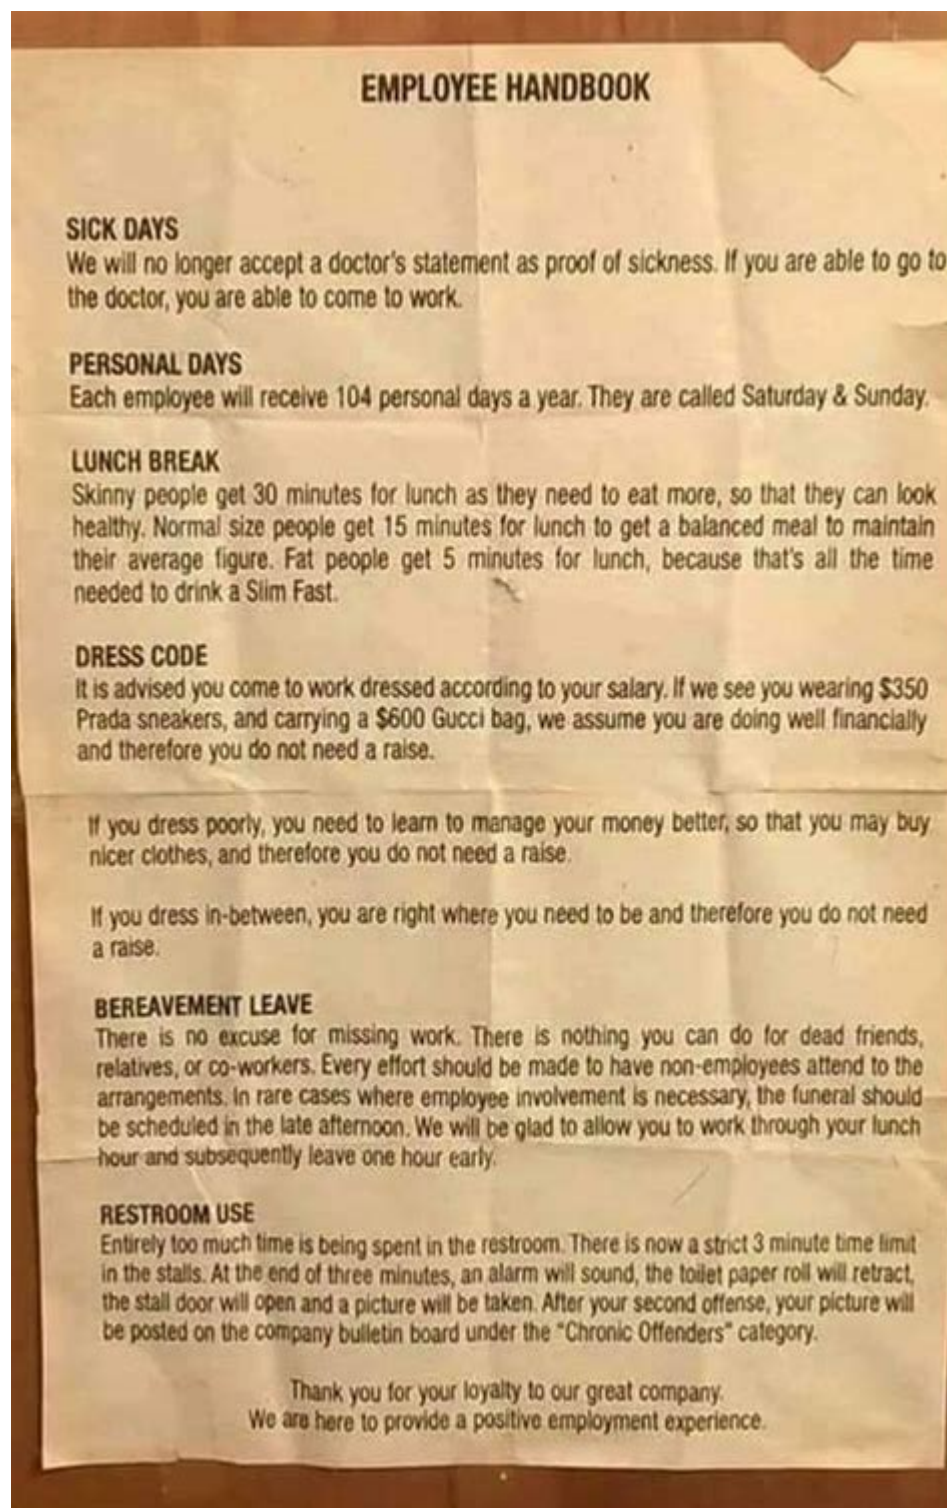 EMPLOYEE HANDBOOK
SICK DAYS
We will no longer accept a doctor's statement as proof of sickness. If you are able to go to
the doctor, you are able to come to work.
PERSONAL DAYS
Each employee will receive 104 personal days a year. They are called Saturday & Sunday.
LUNCH BREAK
Skinny people get 30 minutes for lunch as they need to eat more, so that they can look
healthy. Normal size people get 15 minutes for lunch to get a balanced meal to maintain
their average figure. Fat people get 5 minutes for lunch, because that's all the time
needed to drink a Slim Fast.
DRESS CODE
It is advised you come to work dressed according to your salary. If we see you wearing $350
Prada sneakers, and carrying a $600 Gucci bag, we assume you are doing well financially
and therefore you do not need a raise.
If you dress poorly, you need to learn to manage your money better, so that you may buy
nicer clothes, and therefore you do not need a raise.
If you dress in-between, you are right where you need to be and therefore you do not need
a raise.
BEREAVEMENT LEAVE
There is no excuse for missing work. There is nothing you can do for dead friends,
relatives, or co-workers. Every effort should be made to have non-employees attend to the
arrangements. In rare cases where employee involvement is necessary, the funeral should
be scheduled in the late afternoon. We will be glad to allow you to work through your lunch
hour and subsequently leave one hour early.
RESTROOM USE
Entirely too much time is being spent in the restroom. There is now a strict 3 minute time limit
in the stalls. At the end of three minutes, an alarm will sound, the toilet paper roll will retract,
the stall door will open and a picture will be taken. After your second offense, your picture will
be posted on the company bulletin board under the "Chronic Offenders" category.
Thank you for your loyalty to our great company.
We are here to provide a positive employment experience.